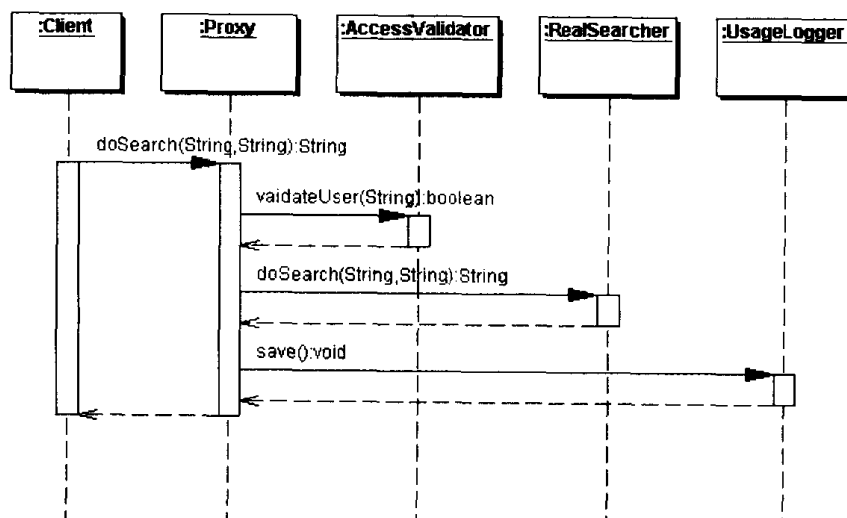 :Client
:Proxy
:AccessValidator
:RealSearcher
:UsageLogger
doSearch(String,String):String
vaidateUser(String):boolean
doSearch(String,String):String
save():void